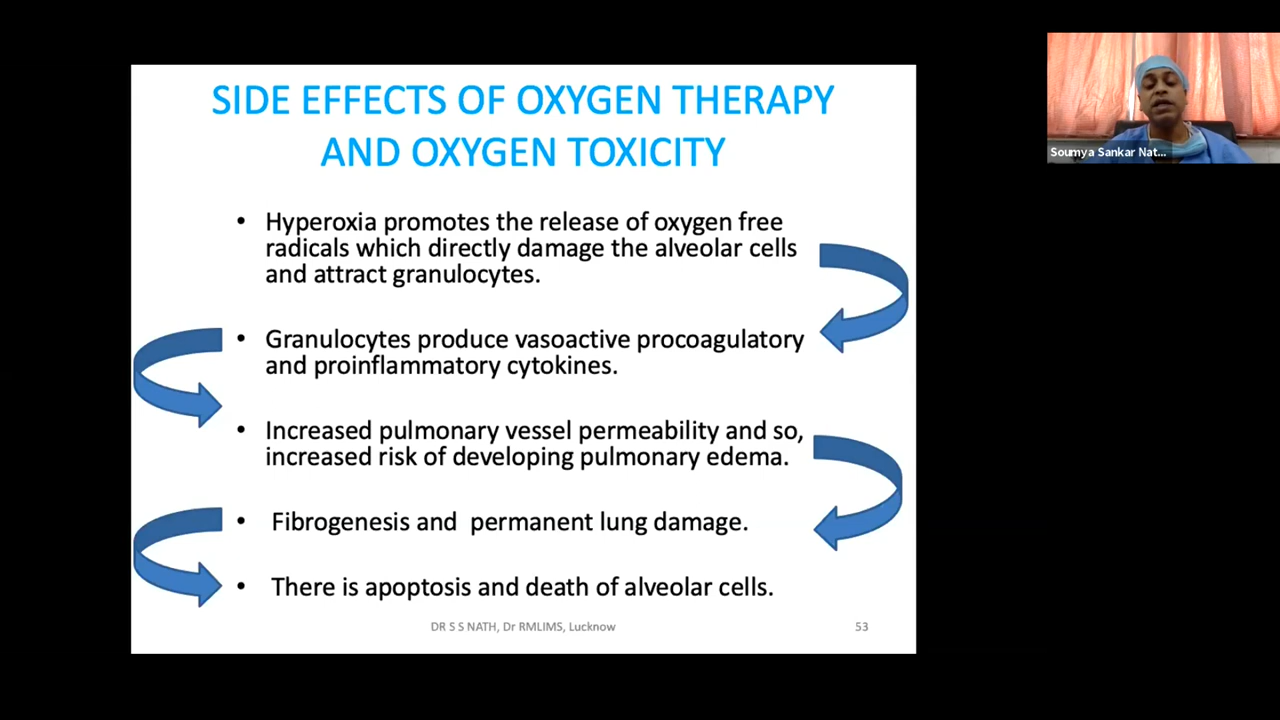 SIDE EFFECTS OF OXYGEN THERAPY
AND OXYGEN TOXICITY
• Hyperoxia promotes the release of oxygen free
radicals which directly damage the alveolar cells
and attract granulocytes.
• Granulocytes produce vasoactive procoagulatory
and proinflammatory cytokines.
• Increased pulmonary vessel permeability and so,
increased risk of developing pulmonary edema.
• Fibrogenesis and permanent lung damage.
• There is apoptosis and death of alveolar cells.
DR S S NATH, Dr RMLIMS, Lucknow
53
Soumya Sankar Nat...